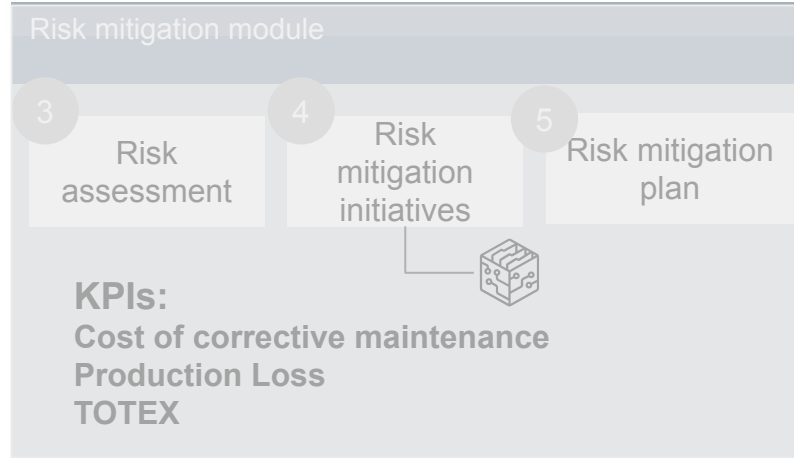 Risk mitigation module
3
Risk
assessment
4
Risk
mitigation
initiatives
5
Risk mitigation
plan
KPIs:
Cost of corrective maintenance
Production Loss
TOTEX